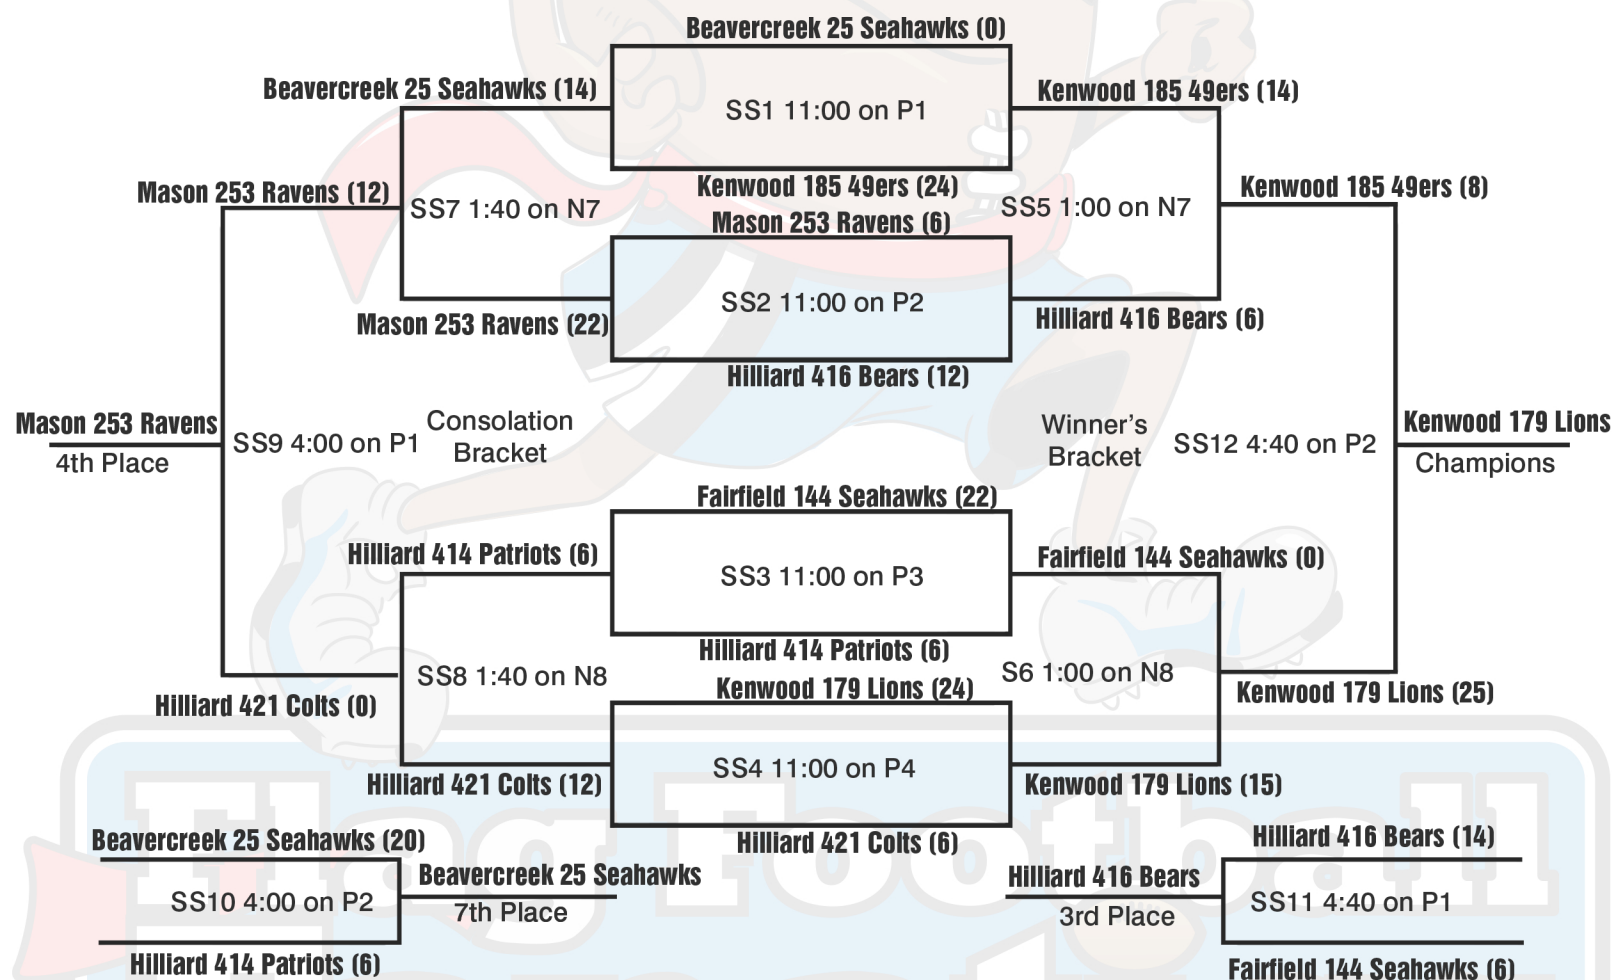 Beavercreek 25 Seahawks (0)
Beavercreek 25 Seahawks (14)
SS1 11:00 on P1
Kenwood 185 49ers (14)
Mason 253 Ravens (12)
SS7 1:40 on N7
Kenwood 185 49ers (24)
Mason 253 Ravens (6)
SS5 1:00 on N7
Kenwood 185 49ers (8)
SS2 11:00 on P2
Mason 253 Ravens (22)
Hilliard 416 Bears (6)
Hilliard 416 Bears (12)
Mason 253 Ravens
4th Place
SS9 4:00 on P1
Consolation
Bracket
Winner's
Bracket
SS12 4:40 on P2
Kenwood 179 Lions
Champions
Fairfield 144 Seahawks (22)
Hilliard 414 Patriots (6)
SS3 11:00 on P3
Fairfield 144 Seahawks (0)
Hilliard 414 Patriots (6)
SS8 1:40 on N8
Kenwood 179 Lions (24)
S6 1:00 on N8
Hilliard 421 Colts (0)
Kenwood 179 Lions (25)
SS4 11:00 on P4
Hilliard 421 Colts (12)
Kenwood 179 Lions (15)
Hilliard 421 Colts (6)
Flag Football
Beavercreek 25 Seahawks (20)
SS10 4:00 on P2
Beavercreek 25 Seahawks
7th Place
Hilliard 414 Patriots (6)
Hilliard 416 Bears (14)
Hilliard 416 Bears
3rd Place
SS11 4:40 on P1
Fairfield 144 Seahawks (6)